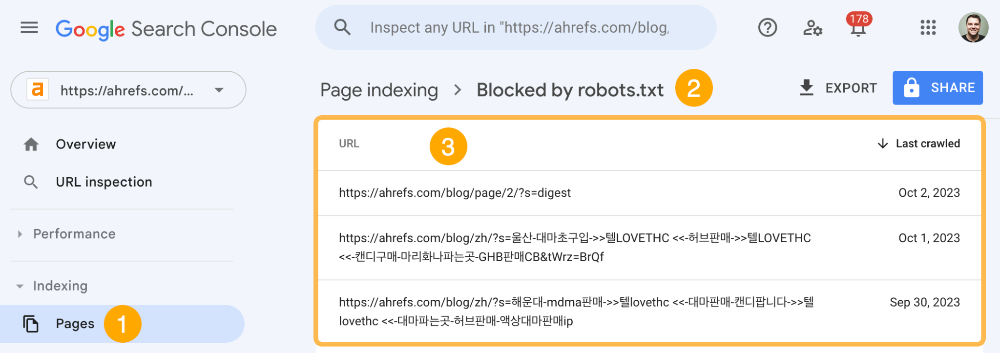 Google Search Console
Inspect any URL in "https://ahrefs.com/blog/
178
a https://ahrefs.com/...
Page indexing > Blocked by robots.txt 2
EXPORT
SHARE
Overview
URL inspection
Performance
Indexing
Pages 1
URL 3 Last crawled
https://ahrefs.com/blog/page/2/?s=digest Oct 2, 2023
https://ahrefs.com/blog/zh/?s=울산-대마초구입->>텔LOVETHC <<-허브판매->>텔LOVETHC Oct 1, 2023
<<-캔디구매-마리화나파는곳-GHB판매CB&tWrz=BrQf
https://ahrefs.com/blog/zh/?s=해운대-mdma판매->>텔lovethc <<-대마판매-캔디팝니다->>텔 Sep 30, 2023
lovethc <<-대마파는곳-허브판매-액상대마판매ip